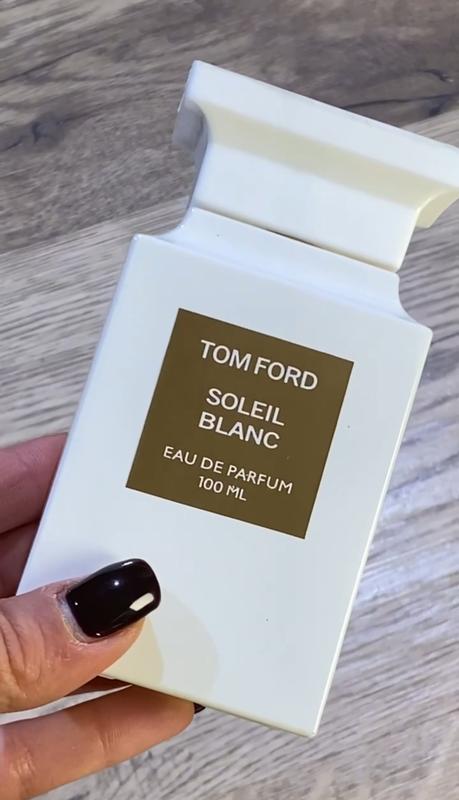 TOM FORD
SOLEIL
BLANC
EAU DE PARFUM
100 ML